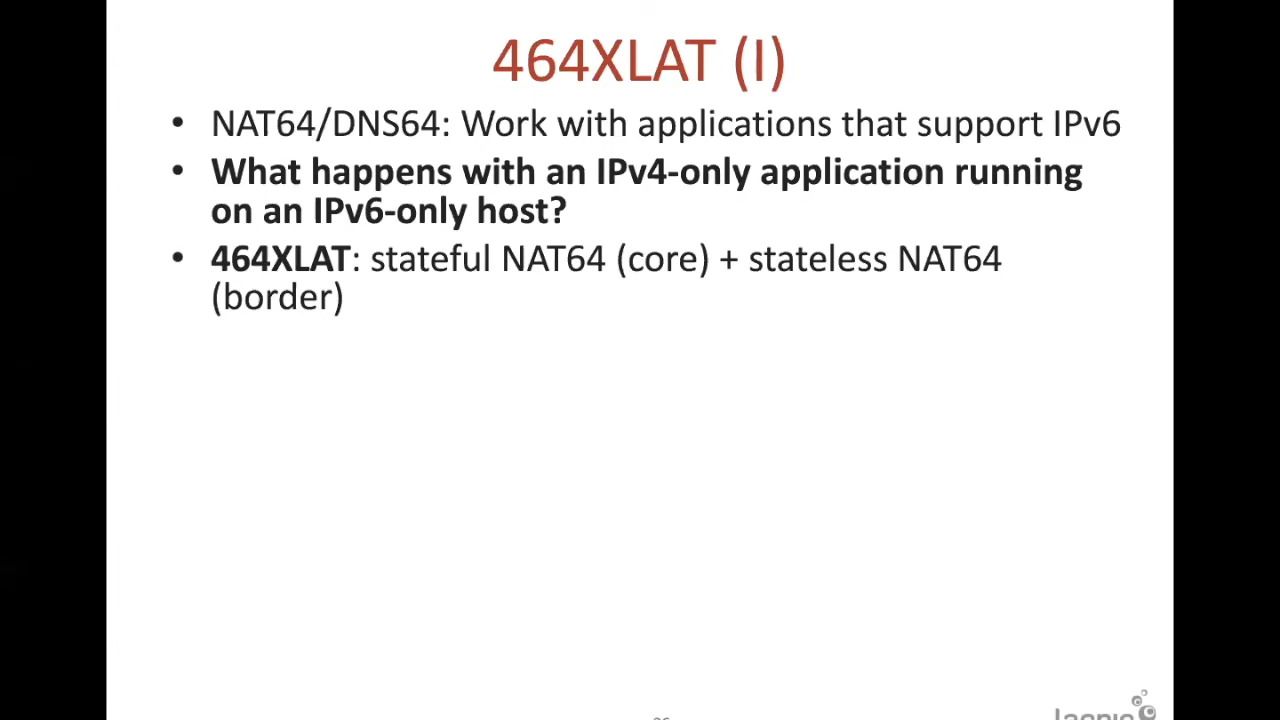 464XLAT (I)
• NAT64/DNS64: Work with applications that support IPv6
• What happens with an IPv4-only application running
on an IPv6-only host?
• 464XLAT: stateful NAT64 (core) + stateless NAT64
(border)